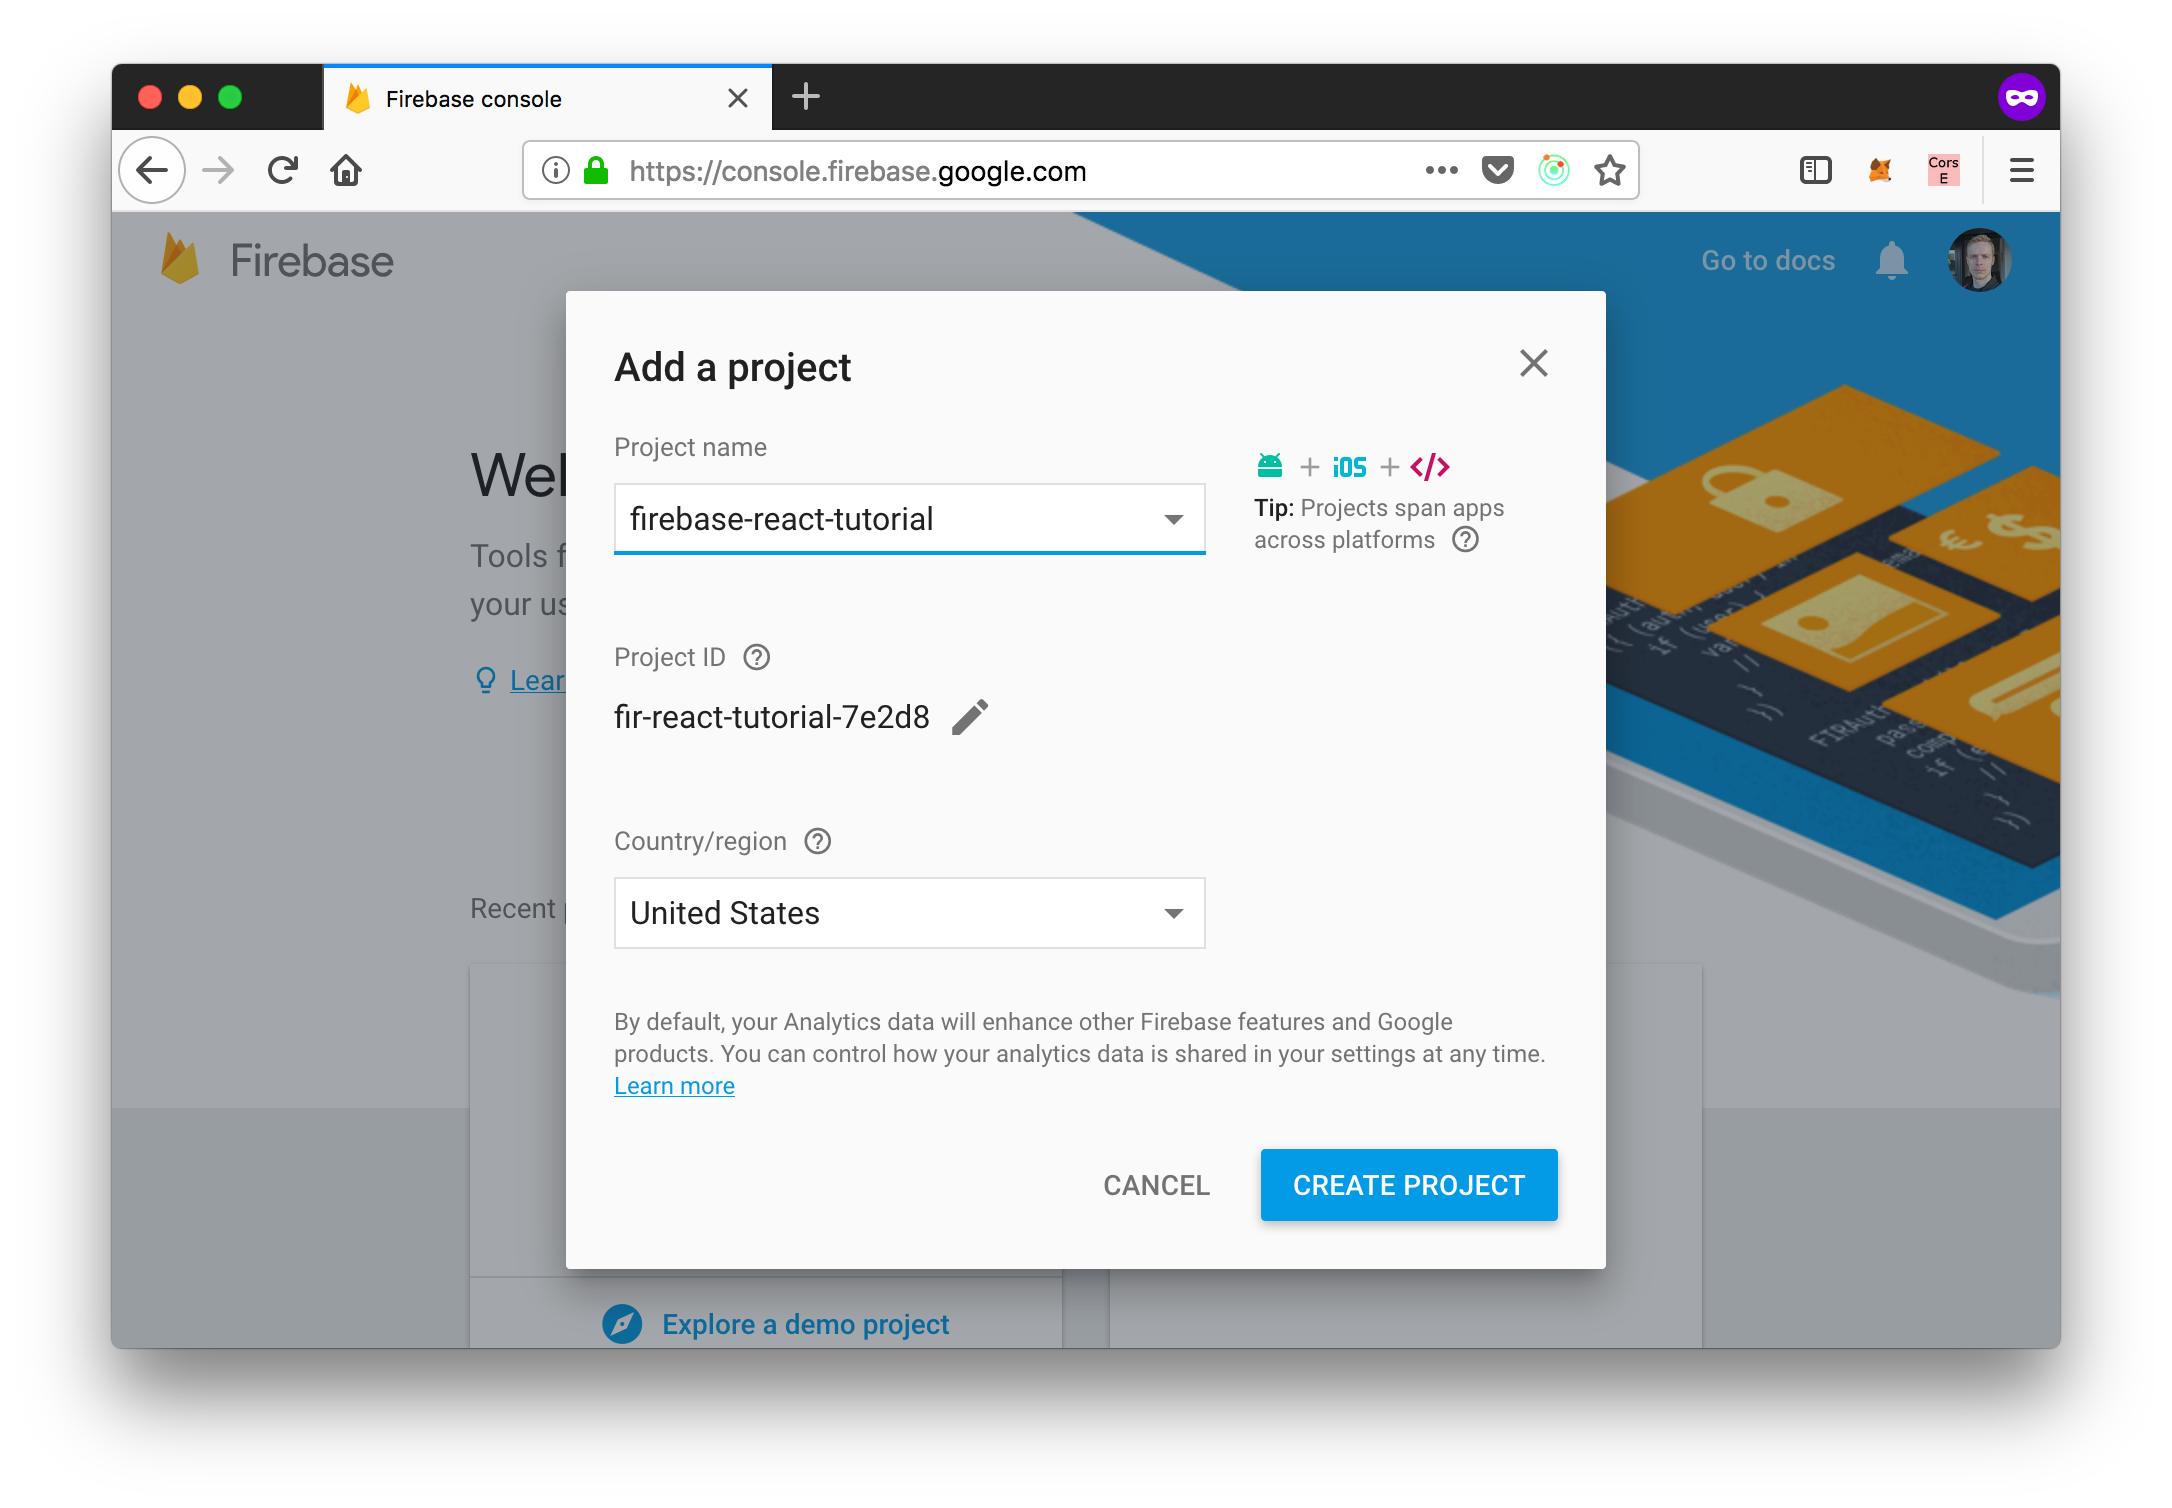 Firebase console
https://console.firebase.google.com
Cors
E
Firebase
Go to docs
Add a project
Project name
firebase-react-tutorial
+ iOS + </>
Tip: Projects span apps
across platforms
Project ID
fir-react-tutorial-7e2d8
Country/region
United States
By default, your Analytics data will enhance other Firebase features and Google
products. You can control how your analytics data is shared in your settings at any time.
Learn more
CANCEL
CREATE PROJECT
Tools
your
Recent
Explore a demo project